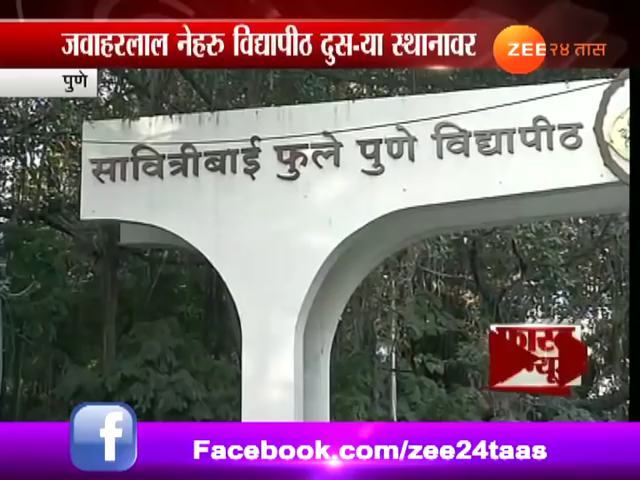 जवाहरलाल नेहरु विद्यापीठ दुस-या स्थानावर
ZEE २४ तास
पुणे
सावित्रीबाई फुले पुणे विद्यापीठ
f
Facebook.com/zee24taas